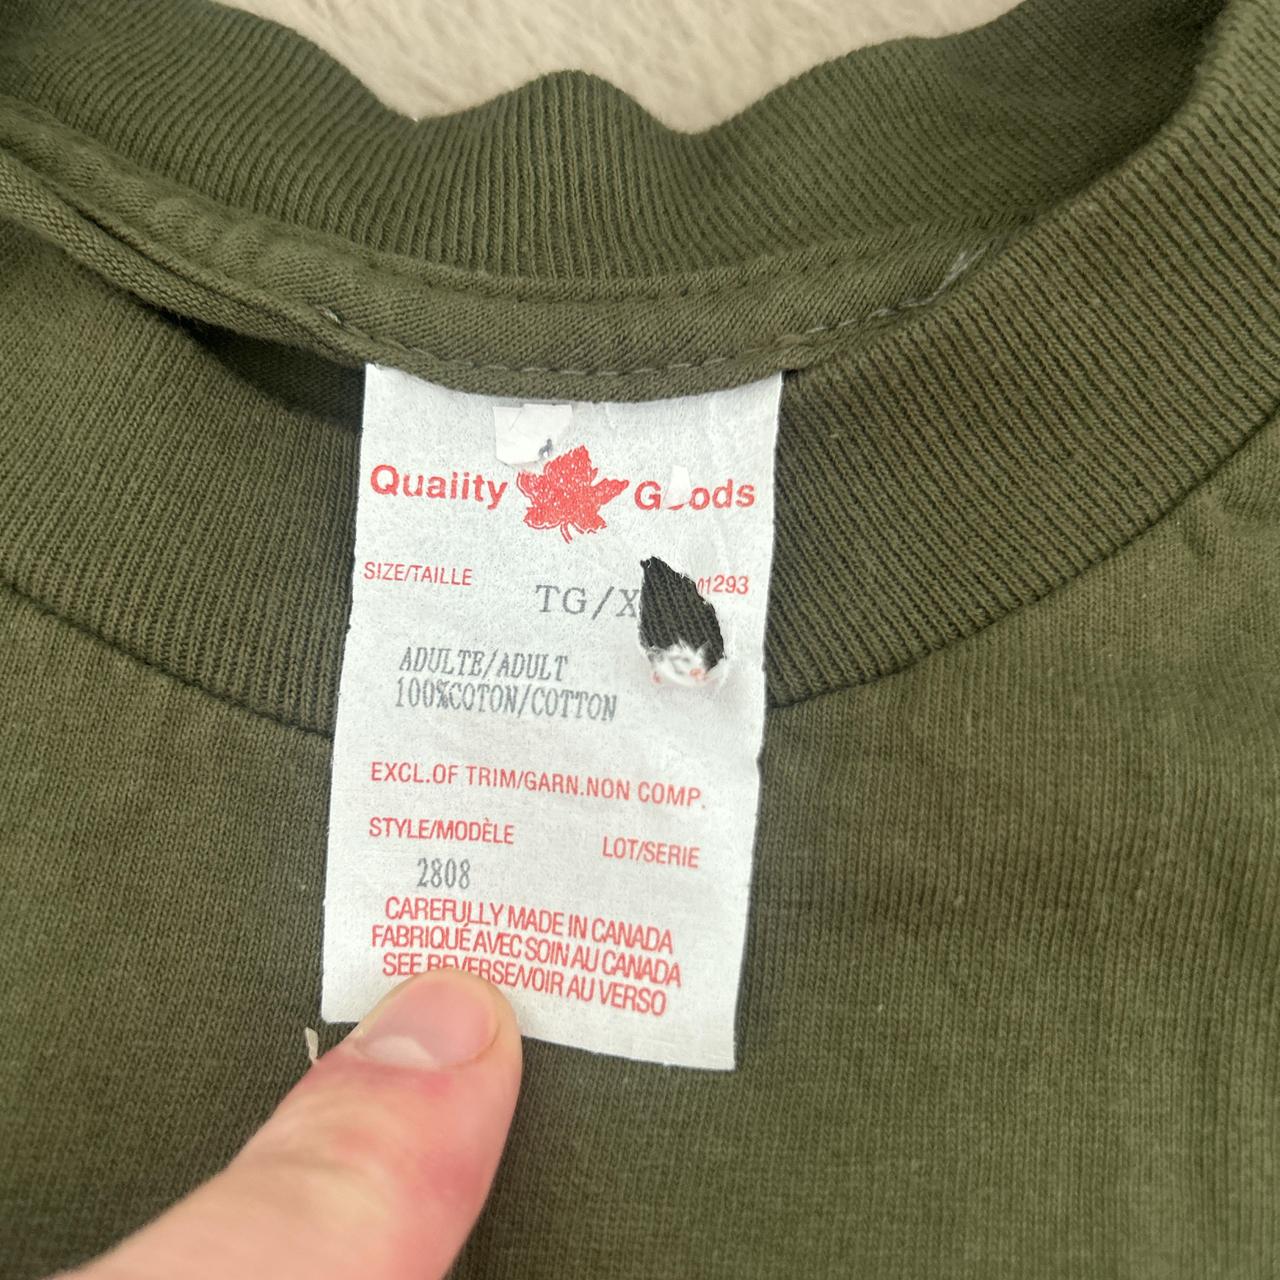 Quality Goods
SIZE/TAILLE 01293
TG/X
ADULTE/ADULT
100%COTON/COTTON
EXCL.OF TRIM/GARN.NON COMP.
STYLE/MODÈLE LOT/SERIE
2808
CAREFULLY MADE IN CANADA
FABRIQUÉ AVEC SOIN AU CANADA
SEE REVERSE/VOIR AU VERSO